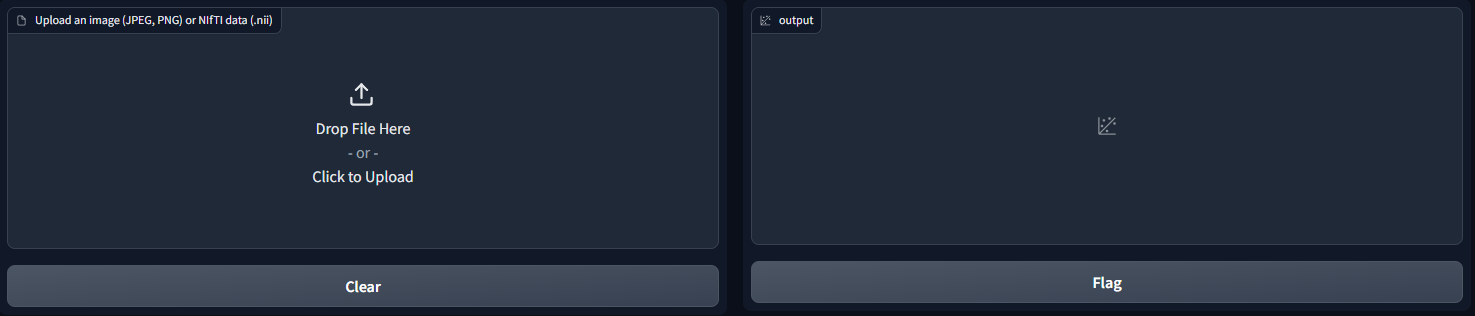 Upload an image (JPEG, PNG) or NIfTI data (.nii)
Drop File Here
- or -
Click to Upload
Clear
output
Flag